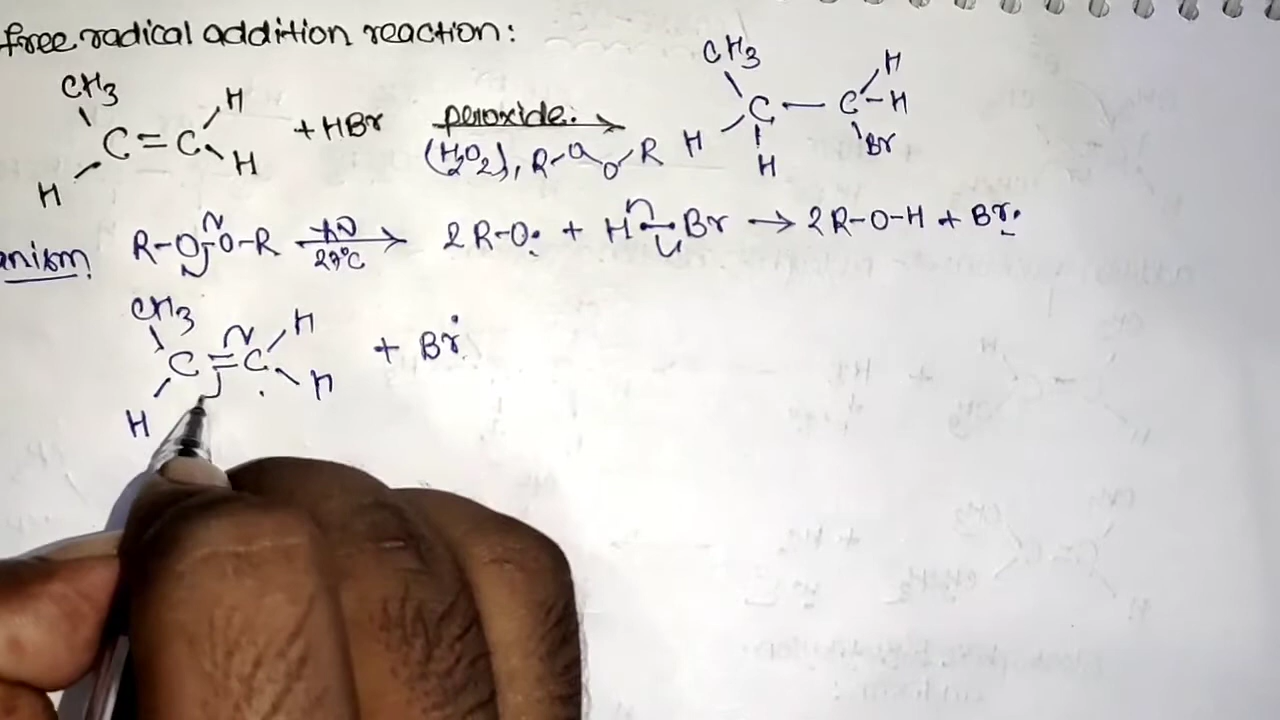 free radical addition reaction:
CH3 H
C=C + HBr peroxide. CH3 H
H H (H2O2), R-O-O-R H C — C-H
H Br
anism R-O-O-R hν 2R-O• + H-Br → 2R-O-H + Br•
27°C
CH3 H
C=C + Br•
H H